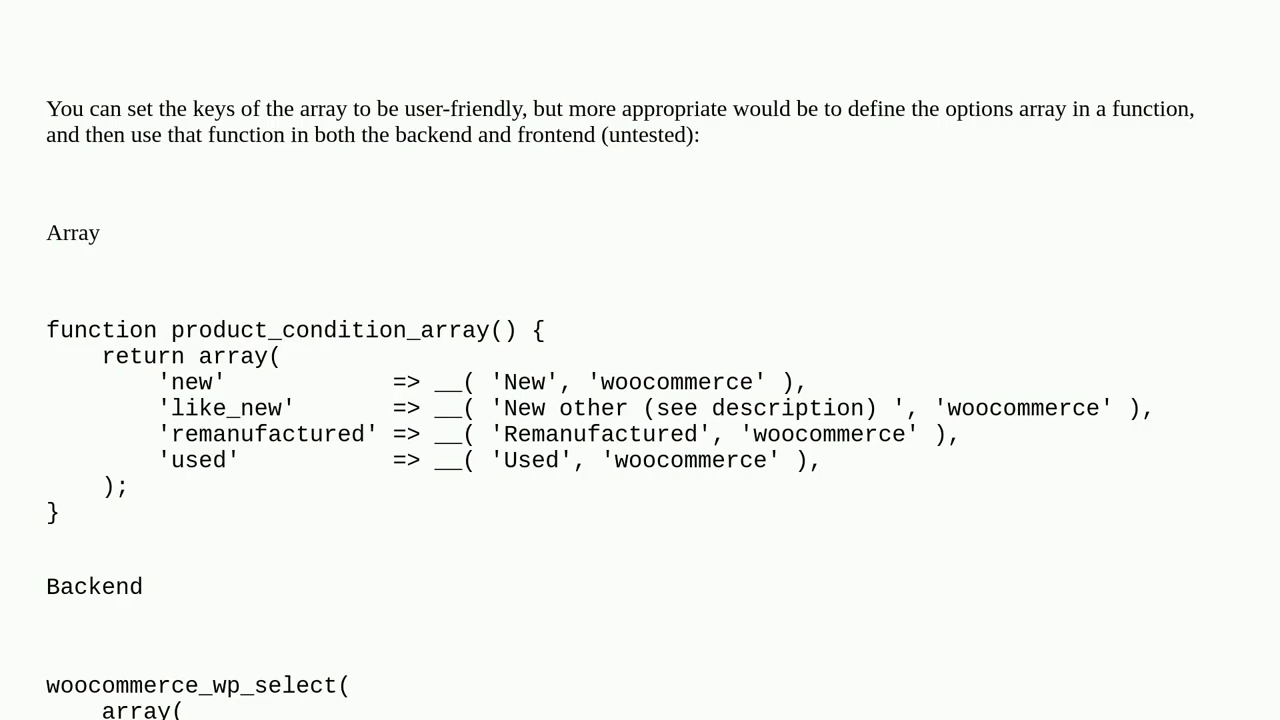 You can set the keys of the array to be user-friendly, but more appropriate would be to define the options array in a function,
and then use that function in both the backend and frontend (untested):
Array
function product_condition_array() {
    return array(
        'new'            => __( 'New', 'woocommerce' ),
        'like_new'       => __( 'New other (see description) ', 'woocommerce' ),
        'remanufactured' => __( 'Remanufactured', 'woocommerce' ),
        'used'           => __( 'Used', 'woocommerce' ),
    );
}
Backend
woocommerce_wp_select(
    array(